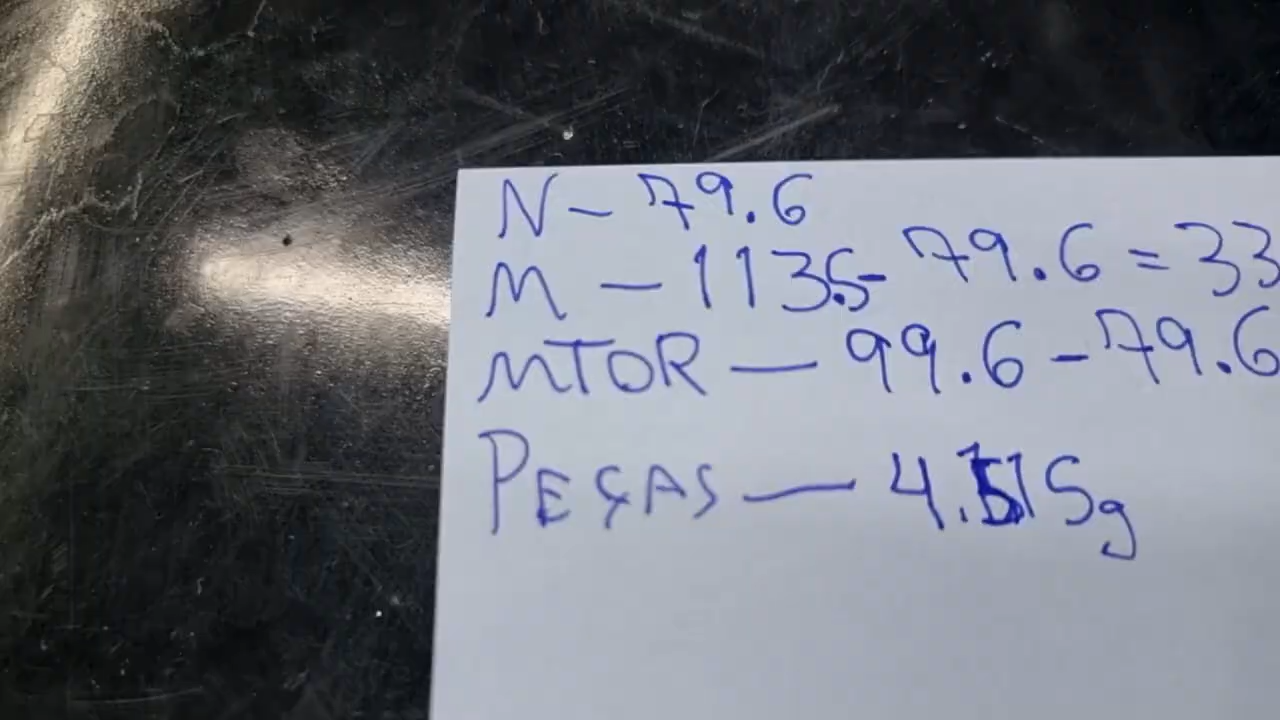 N - 79.6
M - 113.5 - 79.6 = 33
MTOR - 99.6 - 79.6
PEÇAS - 4.515g